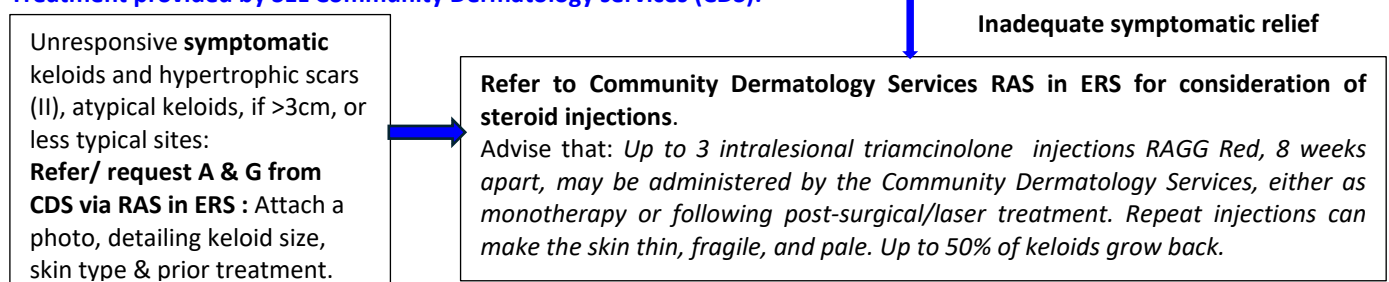 Treatment provided by SEL Community Dermatology Services (CDS):
Inadequate symptomatic relief
Unresponsive symptomatic
keloids and hypertrophic scars
(II), atypical keloids, if >3cm, or
less typical sites:
Refer/ request A & G from
CDS via RAS in ERS : Attach a
photo, detailing keloid size,
skin type & prior treatment.
Refer to Community Dermatology Services RAS in ERS for consideration of
steroid injections.
Advise that: Up to 3 intralesional triamcinolone injections RAGG Red, 8 weeks
apart, may be administered by the Community Dermatology Services, either as
monotherapy or following post-surgical/laser treatment. Repeat injections can
make the skin thin, fragile, and pale. Up to 50% of keloids grow back.